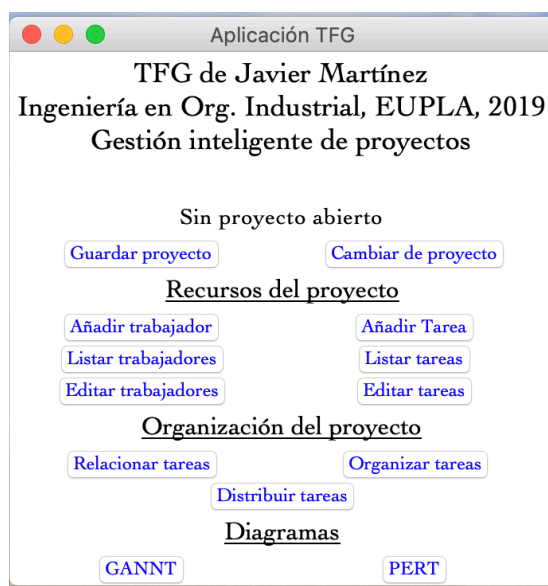 Aplicación TFG
TFG de Javier Martínez
Ingeniería en Org. Industrial, EUPLA, 2019
Gestión inteligente de proyectos
Sin proyecto abierto
Guardar proyecto Cambiar de proyecto
Recursos del proyecto
Añadir trabajador Añadir Tarea
Listar trabajadores Listar tareas
Editar trabajadores Editar tareas
Organización del proyecto
Relacionar tareas Organizar tareas
Distribuir tareas
Diagramas
GANNT PERT